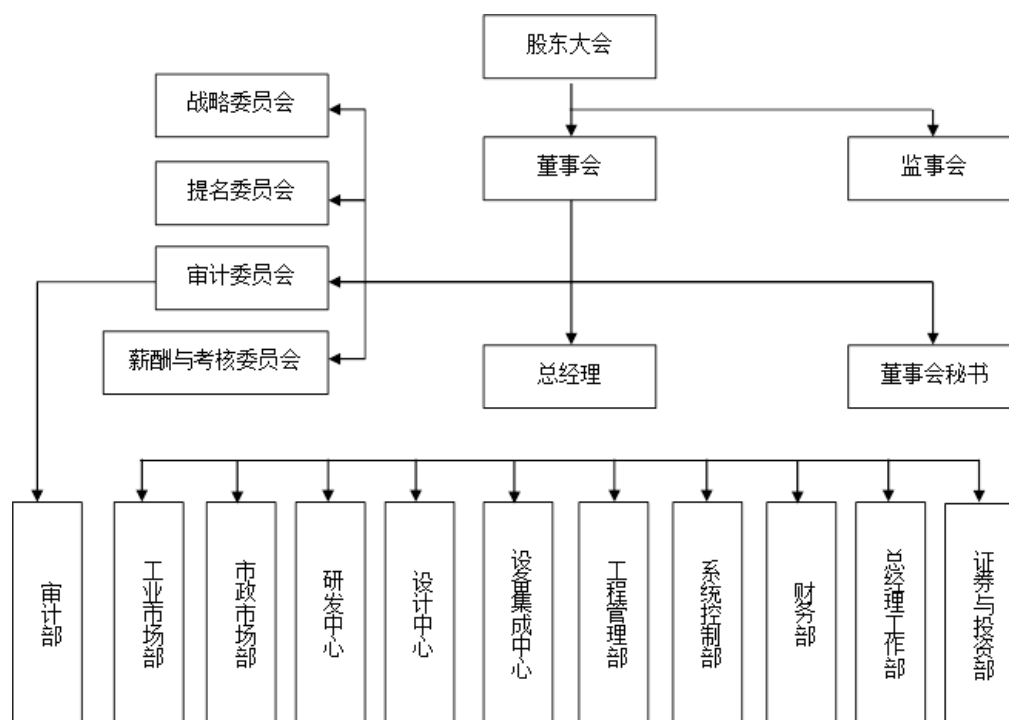 股东大会
战略委员会
董事会
监事会
提名委员会
审计委员会
薪酬与考核委员会
总经理
董事会秘书
审计部
工业市场部
市政市场部
研发中心
设计中心
设备集成中心
工程管理部
系统控制部
财务部
总经理工作部
证券与投资部